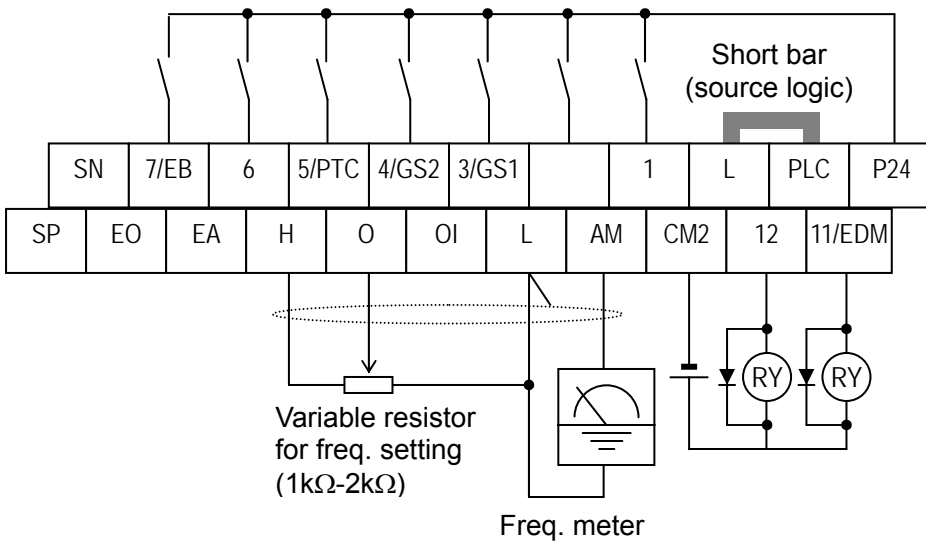 Short bar
(source logic)
SN 7/EB 6 5/PTC 4/GS2 3/GS1 1 L PLC P24
SP EO EA H O OI L AM CM2 12 11/EDM
RY RY
Variable resistor
for freq. setting
(1kΩ-2kΩ)
Freq. meter